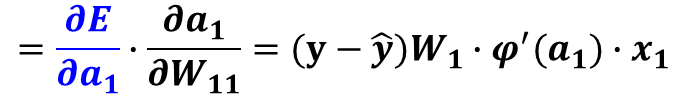 = ∂E/∂a₁ · ∂a₁/∂W₁₁ = (y − ŷ)W₁ · φ′(a₁) · x₁